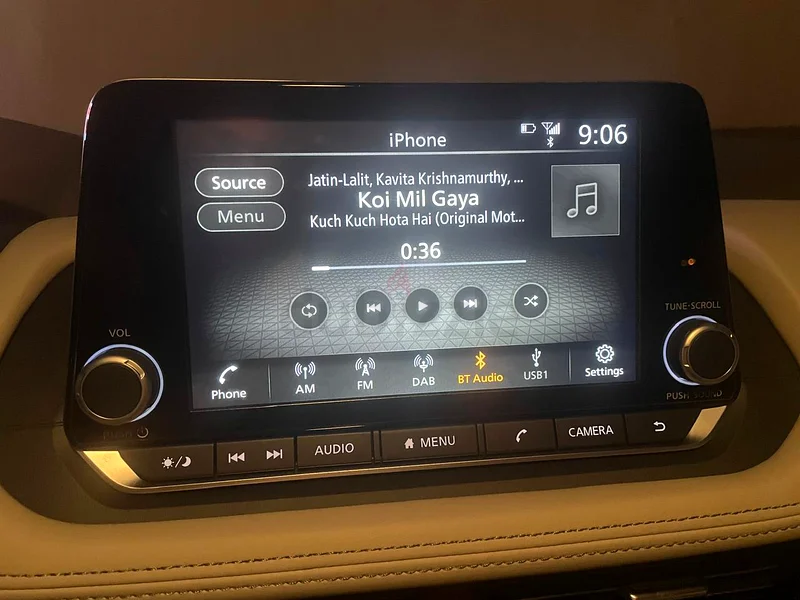 iPhone
9:06
Source
Jatin-Lalit, Kavita Krishnamurthy, ...
Koi Mil Gaya
Menu
Kuch Kuch Hota Hai (Original Mot...
0:36
TUNE•SCROLL
VOL
Phone
AM
FM
DAB
BT Audio
USB1
Settings
PUSH SOUND
PUSH
AUDIO
MENU
CAMERA